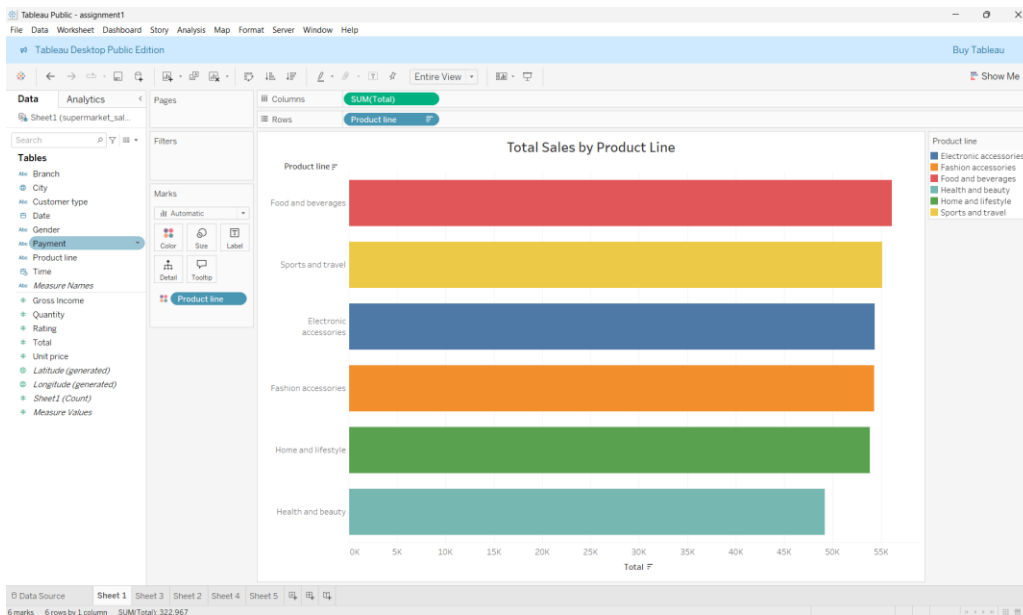 Tableau Public - assignment1
File Data Worksheet Dashboard Story Analysis Map Format Server Window Help
Tableau Desktop Public Edition
Buy Tableau
Entire View
Show Me
Data
Analytics
Sheet1 (supermarket_sal...
Search
Tables
Abc Branch
City
Abc Customer type
Date
Abc Gender
Abc Payment
Abc Product line
Time
Abc Measure Names
Gross Income
Quantity
Rating
Total
Unit price
Latitude (generated)
Longitude (generated)
Sheet1 (Count)
Measure Values
Pages
Filters
Marks
Automatic
Color Size Label
Detail Tooltip
Product line
Columns
SUM(Total)
Rows
Product line
Total Sales by Product Line
Product line
Food and beverages
Sports and travel
Electronic
accessories
Fashion accessories
Home and lifestyle
Health and beauty
0K 5K 10K 15K 20K 25K 30K 35K 40K 45K 50K 55K
Total
Product line
Electronic accessories
Fashion accessories
Food and beverages
Health and beauty
Home and lifestyle
Sports and travel
Data Source Sheet 1 Sheet 3 Sheet 2 Sheet 4 Sheet 5
6 marks 6 rows by 1 column SUM(Total): 322,967